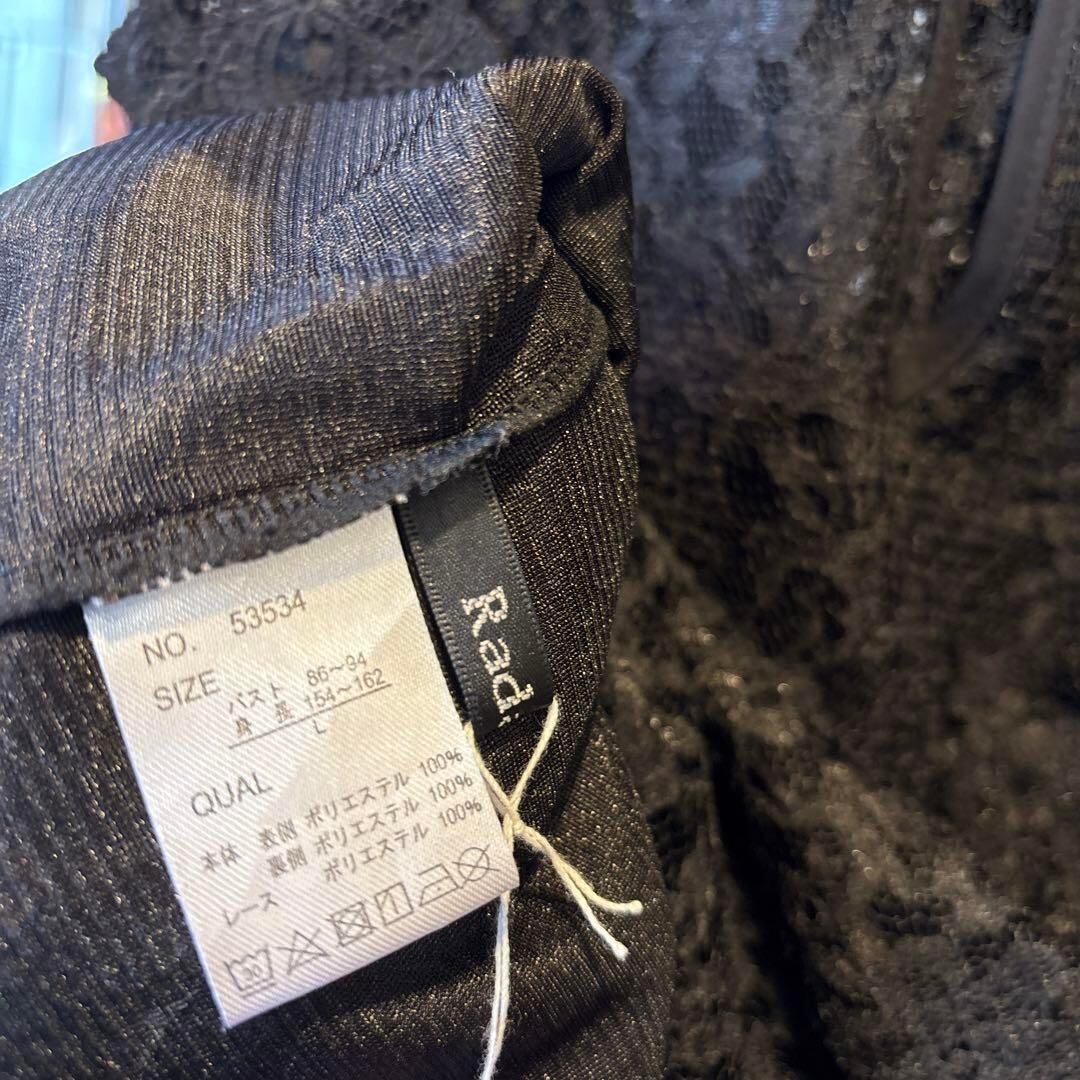 NO. 53534
SIZE バスト 86~94
身長 154~162
L
QUAL
本体 表側 ポリエステル 100%
裏側 ポリエステル 100%
レース ポリエステル 100%
Rad